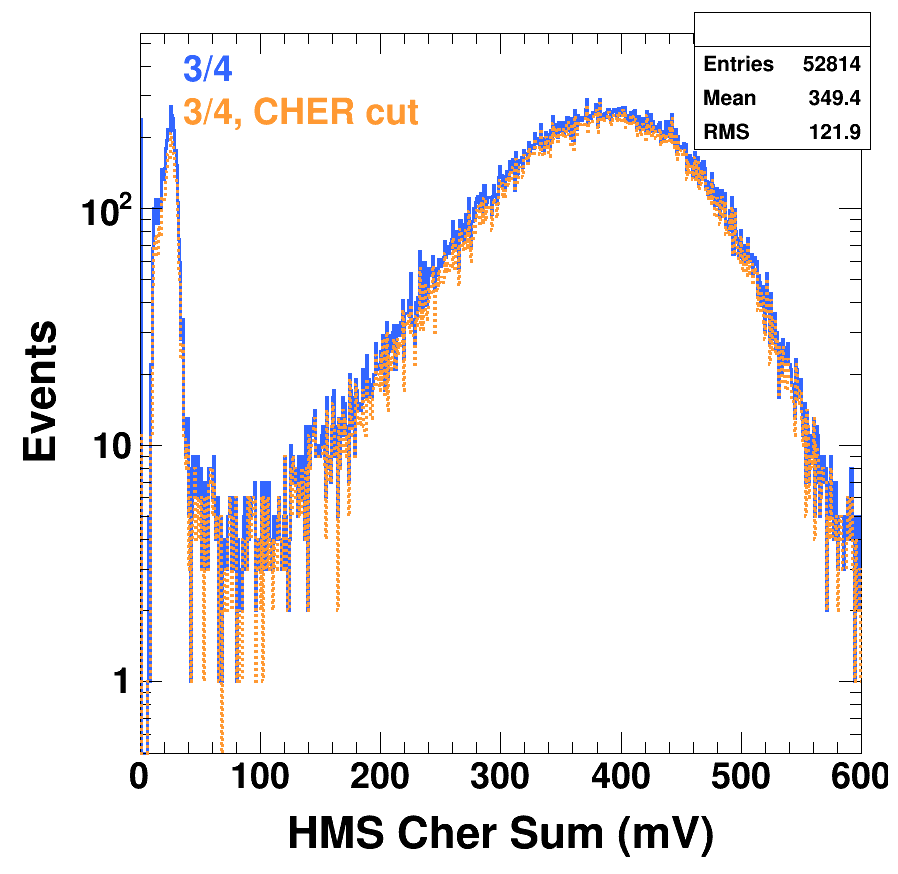 3/4
3/4, CHER cut
Entries 52814
Mean 349.4
RMS 121.9
Events
10²
10
1
0 100 200 300 400 500 600
HMS Cher Sum (mV)